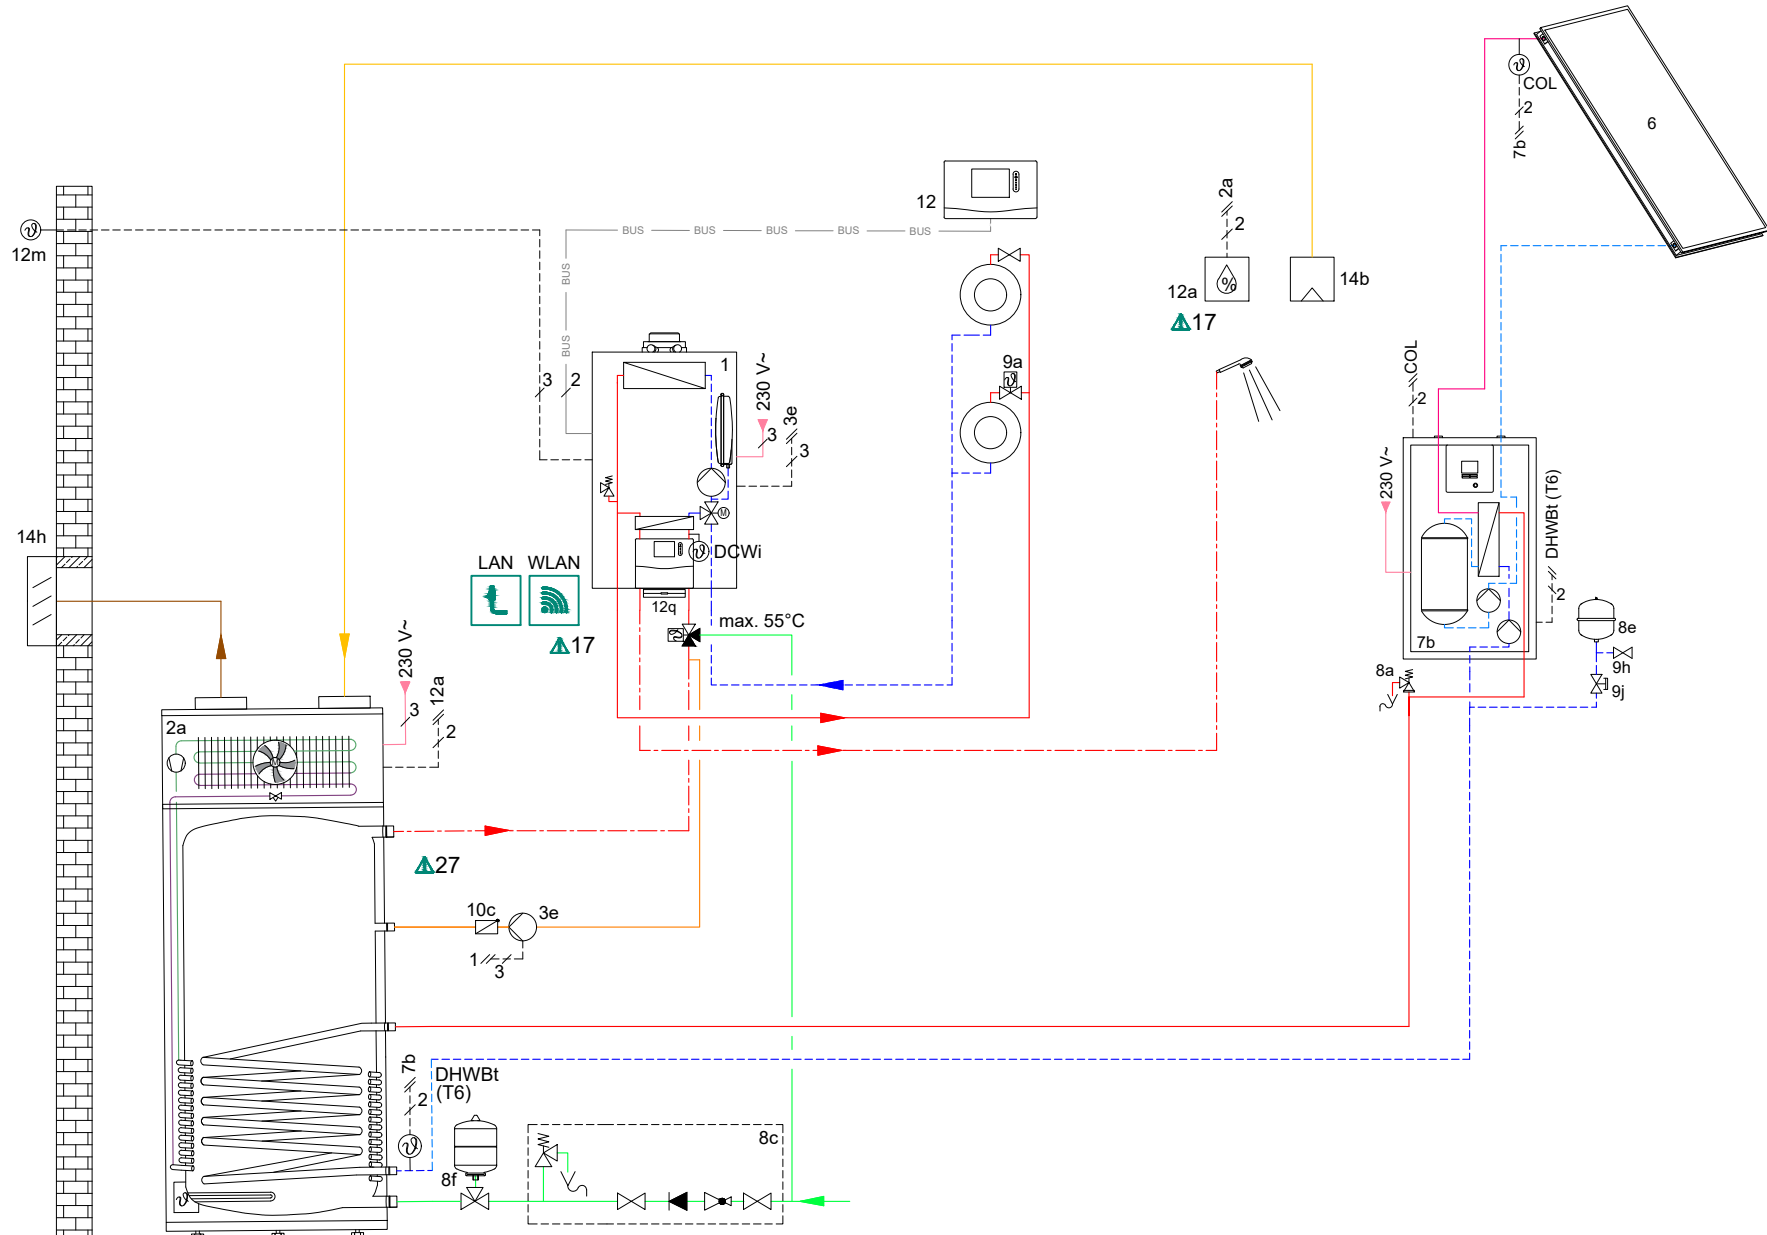 COL
2
7b
6
12
BUS BUS BUS BUS BUS
BUS
BUS
12m
2a
2
12a
17
14b
9a
1
230 V~
3
3e
3
3
2
COL
2
230 V~
DHWBt (T6)
2
7b
8e
9h
9j
8a
14h
LAN WLAN
DCWi
12q
max. 55°C
17
230 V~
3
12a
2
2a
27
10c
3e
1
3
7b
2
DHWBt
(T6)
8f
8c
M
M
%